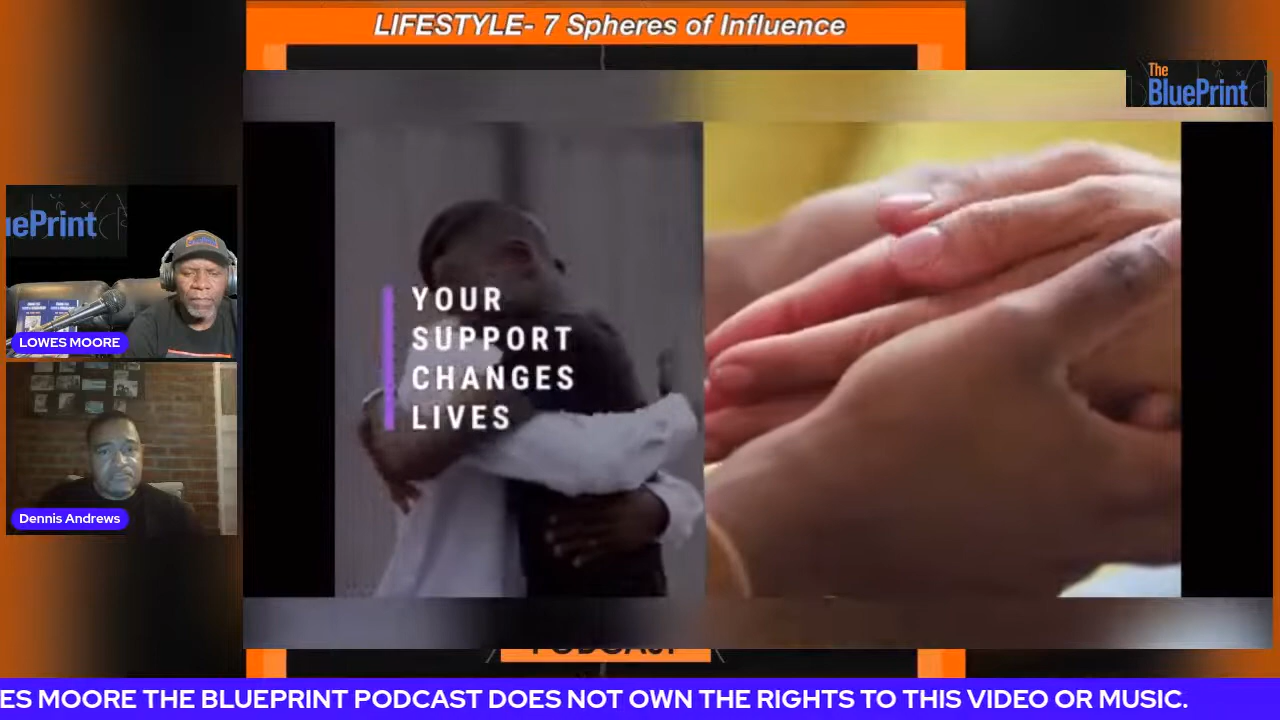 LIFESTYLE- 7 Spheres of Influence
The
BluePrint
uePrint
LOWES MOORE
YOUR
SUPPORT
CHANGES
LIVES
Dennis Andrews
PODCAST
ES MOORE THE BLUEPRINT PODCAST DOES NOT OWN THE RIGHTS TO THIS VIDEO OR MUSIC.